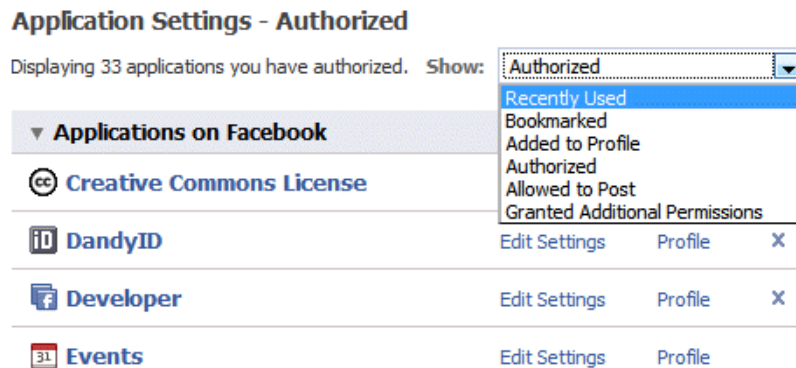 Application Settings - Authorized
Displaying 33 applications you have authorized. Show: Authorized
Recently Used
Bookmarked
Added to Profile
Authorized
Allowed to Post
Granted Additional Permissions
Applications on Facebook
Creative Commons License
DandyID Edit Settings Profile x
Developer Edit Settings Profile x
Events Edit Settings Profile